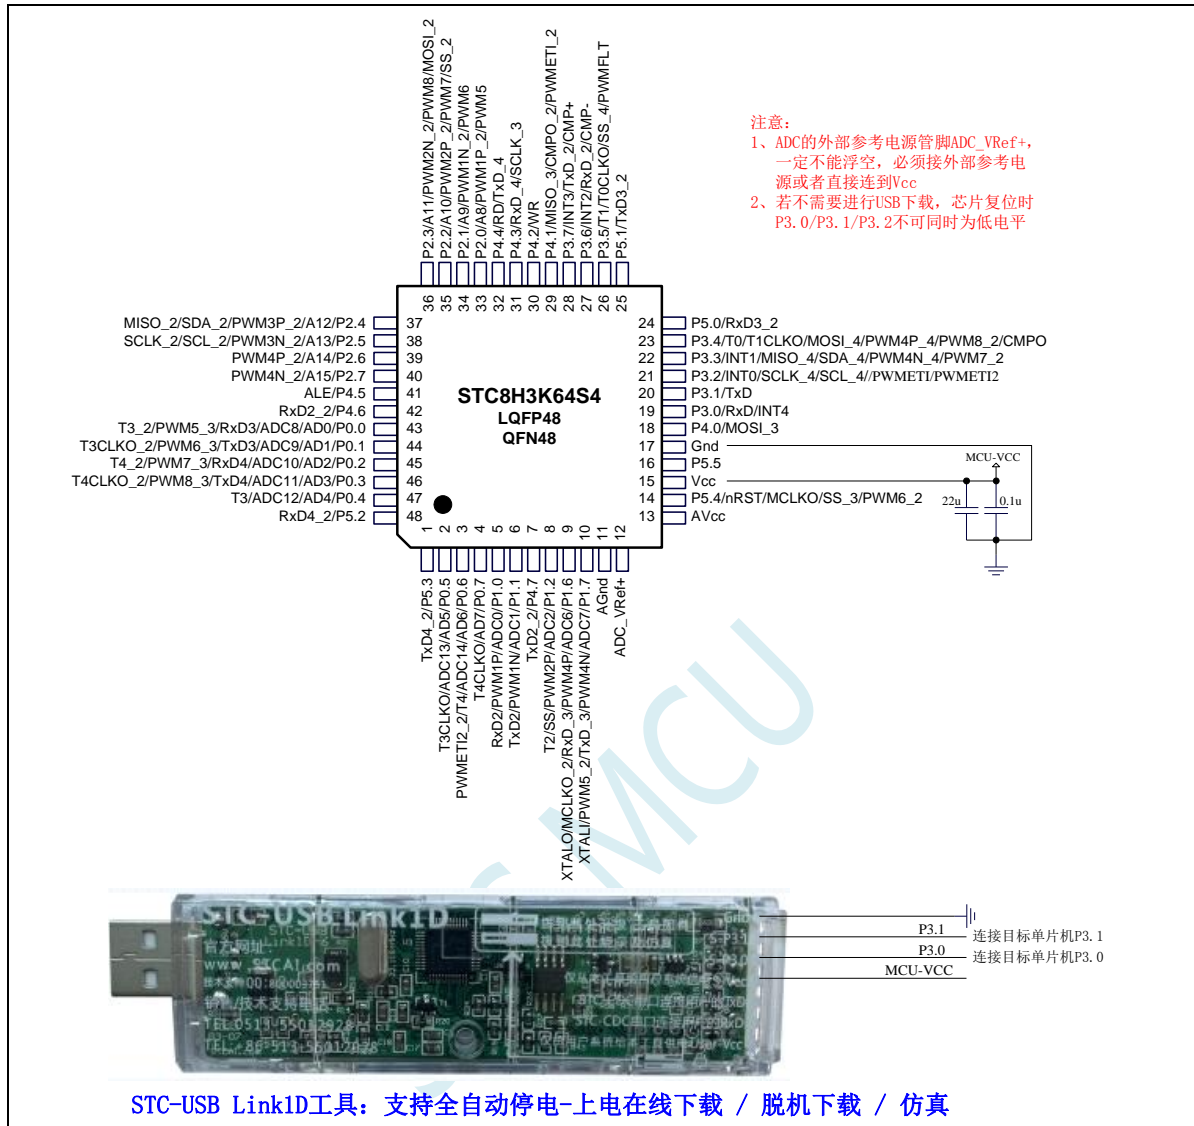 P2.3/A11/PWM2N_2/PWM8/MOSI_2
P2.2/A10/PWM2P_2/PWM7/SS_2
P2.1/A9/PWM1N_2/PWM6
P2.0/A8/PWM1P_2/PWM5
P4.4/RD/TxD_4
P4.3/RxD_4/SCLK_3
P4.2/WR
P4.1/MISO_3/CMPO_2/PWMETI_2
P3.7/INT3/TxD_2/CMP+
P3.6/INT2/RxD_2/CMP-
P3.5/T1/T0CLKO/SS_4/PWMFLT
P5.1/TxD3_2
注意：
1、ADC的外部参考电源管脚ADC_VRef+，
一定不能浮空，必须接外部参考电
源或者直接连到Vcc
2、若不需要进行USB下载，芯片复位时
P3.0/P3.1/P3.2不可同时为低电平
36 35 34 33 32 31 30 29 28 27 26 25
MISO_2/SDA_2/PWM3P_2/A12/P2.4 37
SCLK_2/SCL_2/PWM3N_2/A13/P2.5 38
PWM4P_2/A14/P2.6 39
PWM4N_2/A15/P2.7 40
ALE/P4.5 41
RxD2_2/P4.6 42
T3_2/PWM5_3/RxD3/ADC8/AD0/P0.0 43
T3CLKO_2/PWM6_3/TxD3/ADC9/AD1/P0.1 44
T4_2/PWM7_3/RxD4/ADC10/AD2/P0.2 45
T4CLKO_2/PWM8_3/TxD4/ADC11/AD3/P0.3 46
T3/ADC12/AD4/P0.4 47
RxD4_2/P5.2 48
STC8H3K64S4
LQFP48
QFN48
24 P5.0/RxD3_2
23 P3.4/T0/T1CLKO/MOSI_4/PWM4P_4/PWM8_2/CMPO
22 P3.3/INT1/MISO_4/SDA_4/PWM4N_4/PWM7_2
21 P3.2/INT0/SCLK_4/SCL_4//PWMETI/PWMETI2
20 P3.1/TxD
19 P3.0/RxD/INT4
18 P4.0/MOSI_3
17 Gnd
16 P5.5
15 Vcc
14 P5.4/nRST/MCLKO/SS_3/PWM6_2
13 AVcc
MCU-VCC
22u
0.1u
1 2 3 4 5 6 7 8 9 10 11 12
TxD4_2/P5.3
T3CLKO/ADC13/AD5/P0.5
PWMETI2_2/T4/ADC14/AD6/P0.6
T4CLKO/AD7/P0.7
RxD2/PWM1P/ADC0/P1.0
TxD2/PWM1N/ADC1/P1.1
TxD2_2/P4.7
T2/SS/PWM2P/ADC2/P1.2
XTALO/MCLKO_2/RxD_3/PWM4P/ADC6/P1.6
XTALI/PWM5_2/TxD_3/PWM4N/ADC7/P1.7
AGnd
ADC_VRef+
MCU
STC-USB Link1D
官方网址:
www.STCAI.com
P3.1 连接目标单片机P3.1
P3.0 连接目标单片机P3.0
MCU-VCC
STC-USB Link1D工具：支持全自动停电-上电在线下载 / 脱机下载 / 仿真